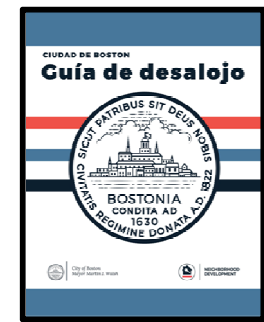 CIUDAD DE BOSTON
Guía de desalojo
SICUT PATRIBUS SIT DEUS NOBIS
CIVITATIS REGIMINE DONATA A.D. 1822
BOSTONIA
CONDITA AD
1630
City of Boston
Mayor Martin J. Walsh
NEIGHBORHOOD
DEVELOPMENT